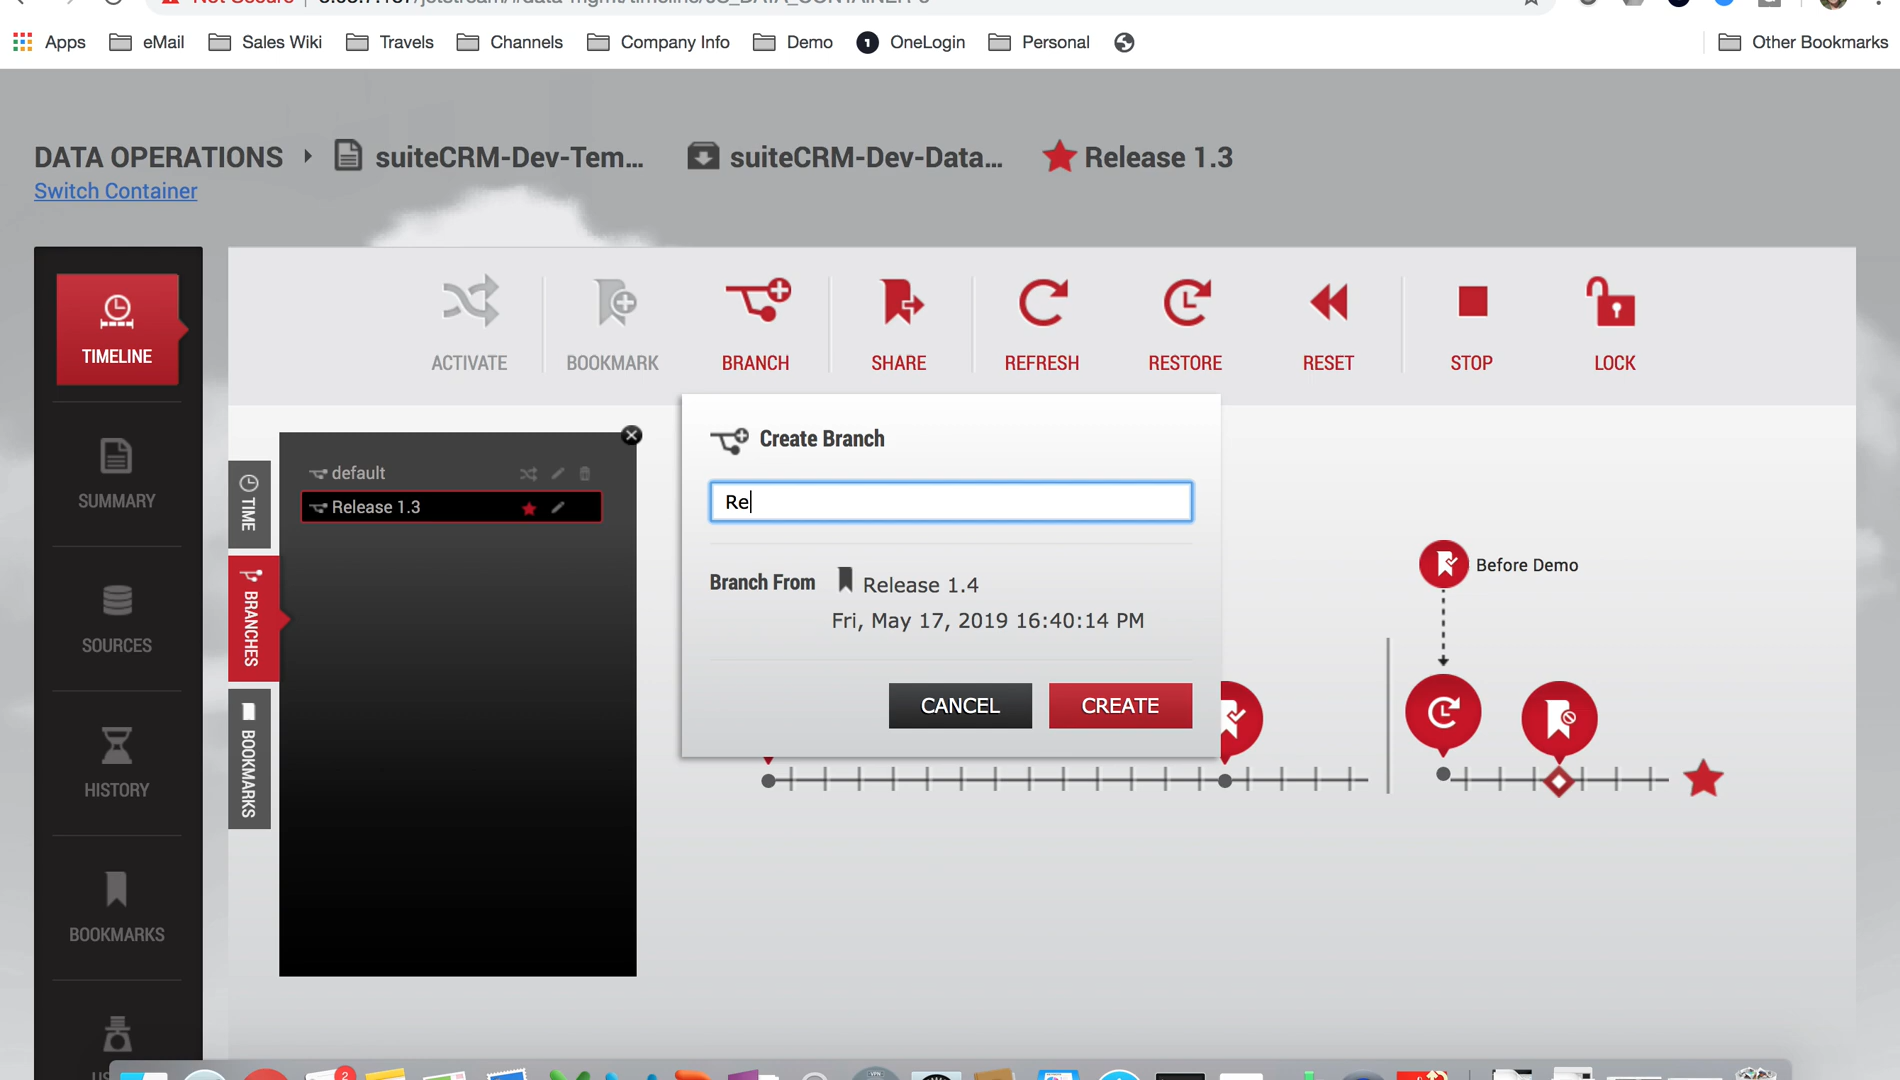 Apps eMail Sales Wiki Travels Channels Company Info Demo OneLogin Personal Other Bookmarks
DATA OPERATIONS suiteCRM-Dev-Tem... suiteCRM-Dev-Data... Release 1.3
Switch Container
TIMELINE
SUMMARY
SOURCES
HISTORY
BOOKMARKS
ACTIVATE BOOKMARK BRANCH SHARE REFRESH RESTORE RESET STOP LOCK
TIME
BRANCHES
BOOKMARKS
default
Release 1.3
Create Branch
Re
Branch From Release 1.4
Fri, May 17, 2019 16:40:14 PM
CANCEL CREATE
Before Demo
2